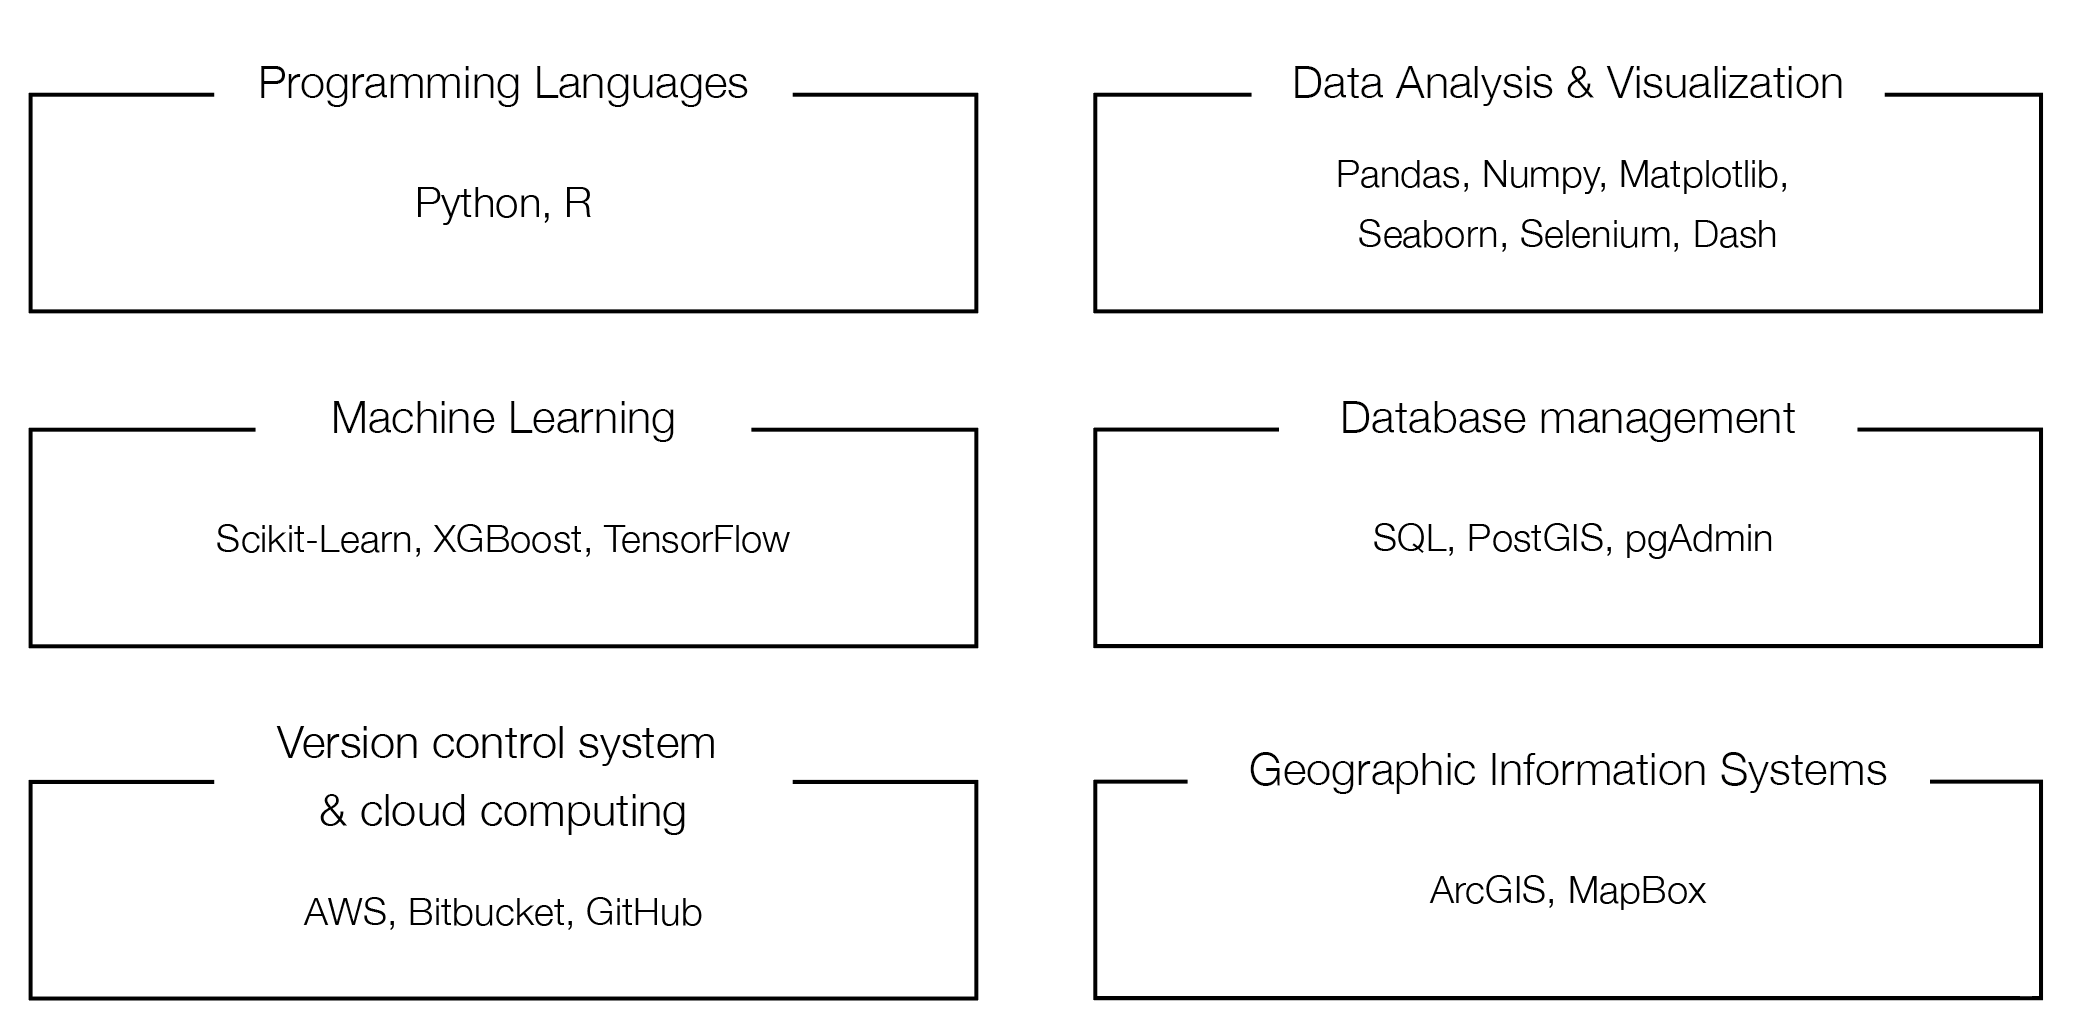 Programming Languages
Python, R
Data Analysis & Visualization
Pandas, Numpy, Matplotlib,
Seaborn, Selenium, Dash
Machine Learning
Scikit-Learn, XGBoost, TensorFlow
Database management
SQL, PostGIS, pgAdmin
Version control system
& cloud computing
AWS, Bitbucket, GitHub
Geographic Information Systems
ArcGIS, MapBox